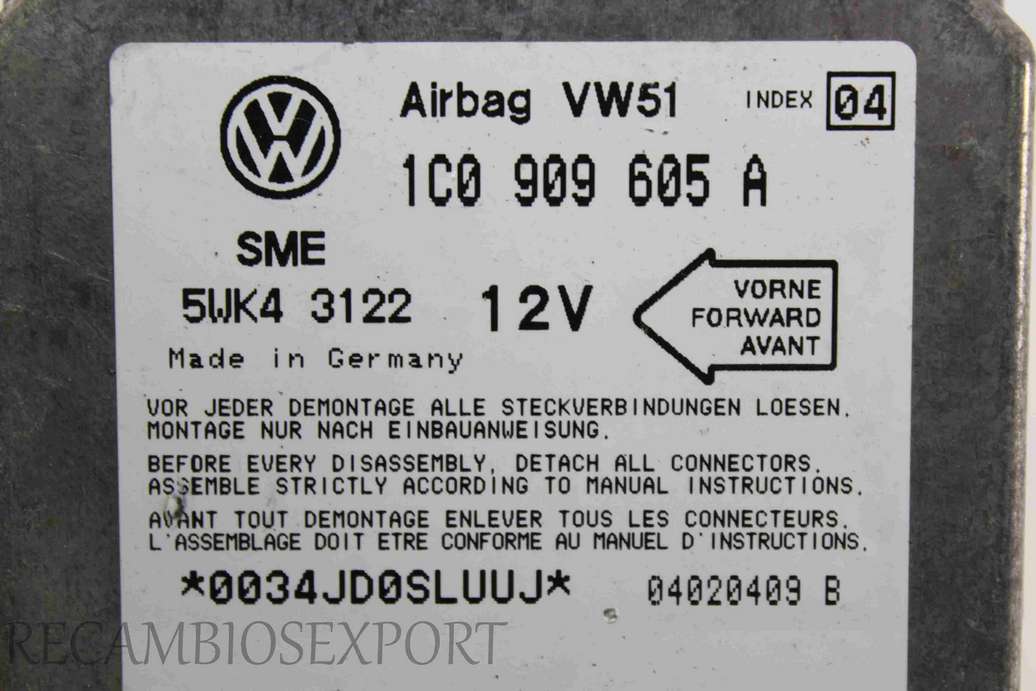 Airbag VW51 INDEX 04
1C0 909 605 A
SME
5WK4 3122 12V
VORNE
FORWARD
AVANT
Made in Germany
VOR JEDER DEMONTAGE ALLE STECKVERBINDUNGEN LOESEN.
MONTAGE NUR NACH EINBAUANWEISUNG.
BEFORE EVERY DISASSEMBLY, DETACH ALL CONNECTORS.
ASSEMBLE STRICTLY ACCORDING TO MANUAL INSTRUCTIONS.
AVANT TOUT DEMONTAGE ENLEVER TOUS LES CONNECTEURS.
L'ASSEMBLAGE DOIT ETRE CONFORME AU MANUEL D'INSTRUCTIONS.
*0034JD0SLUUJ* 04020409 B
RECAMBIOSEXPORT